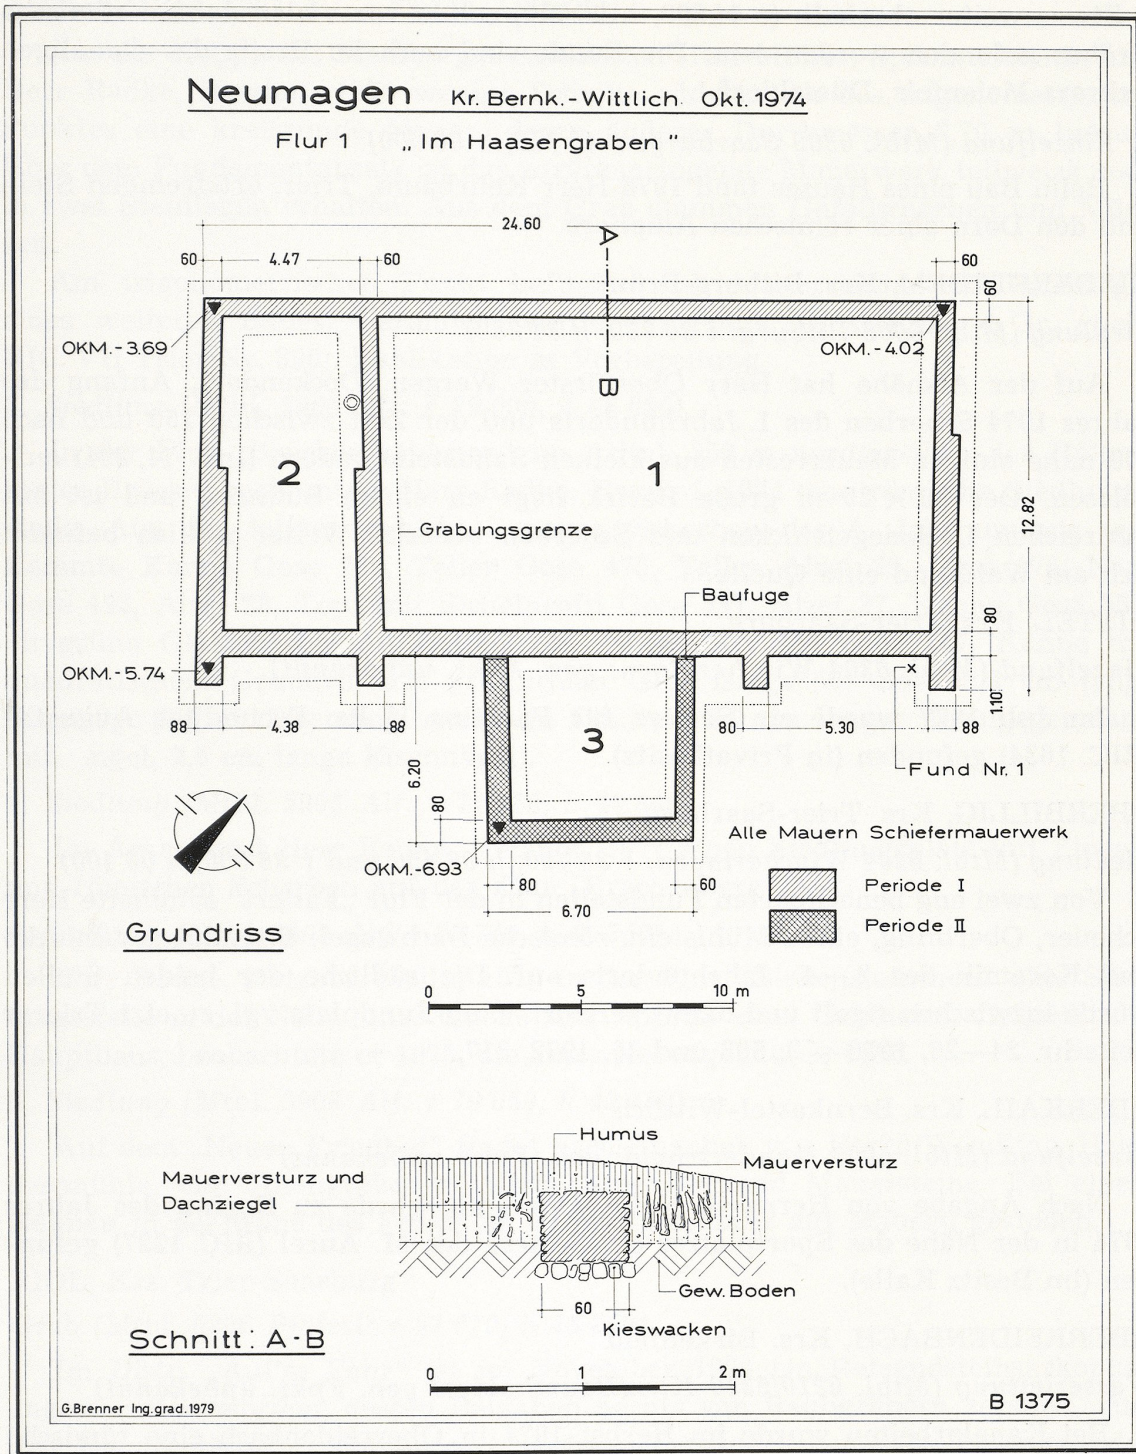 Neumagen Kr. Bernk.-Wittlich Okt. 1974
Flur 1 „Im Haasengraben"
24.60
A
60 4.47 60 60
60
OKM.-3.69
OKM.-4.02
B
2
1
12.82
Grabungsgrenze
Baufuge
80
OKM.-5.74
x
1.10
88 4.38 88
80 5.30 88
3
6.20
80
Fund Nr. 1
Alle Mauern Schiefermauerwerk
OKM.-6.93
80 60
Periode I
6.70
Periode II
Grundriss
0 5 10 m
Humus
Mauerversturz und
Dachziegel
Mauerversturz
Gew. Boden
60
Kieswacken
Schnitt: A-B
0 1 2 m
G.Brenner Ing.grad.1979
B 1375